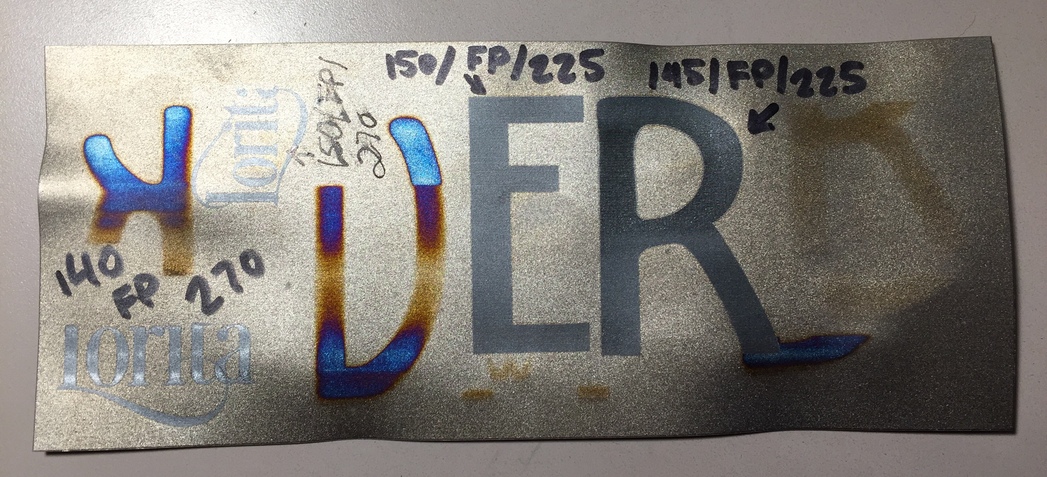 150/FP/225
145/FP/225
Lorita
150/FP/
270
DER
140
FP 270
Lorita